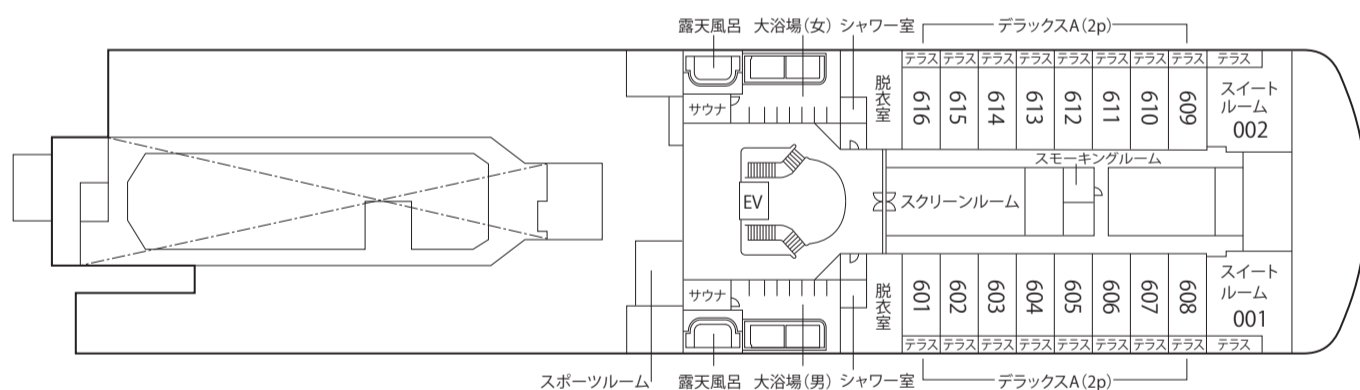 露天風呂 大浴場(女) シャワー室 デラックスA(2p)
テラス テラス テラス テラス テラス テラス テラス テラス テラス
サウナ
脱衣室
616 615 614 613 612 611 610 609
スイート
ルーム
002
スモーキングルーム
EV
スクリーンルーム
サウナ
脱衣室
601 602 603 604 605 606 607 608
スイート
ルーム
001
テラス テラス テラス テラス テラス テラス テラス テラス テラス
スポーツルーム 露天風呂 大浴場(男) シャワー室 デラックスA(2p)